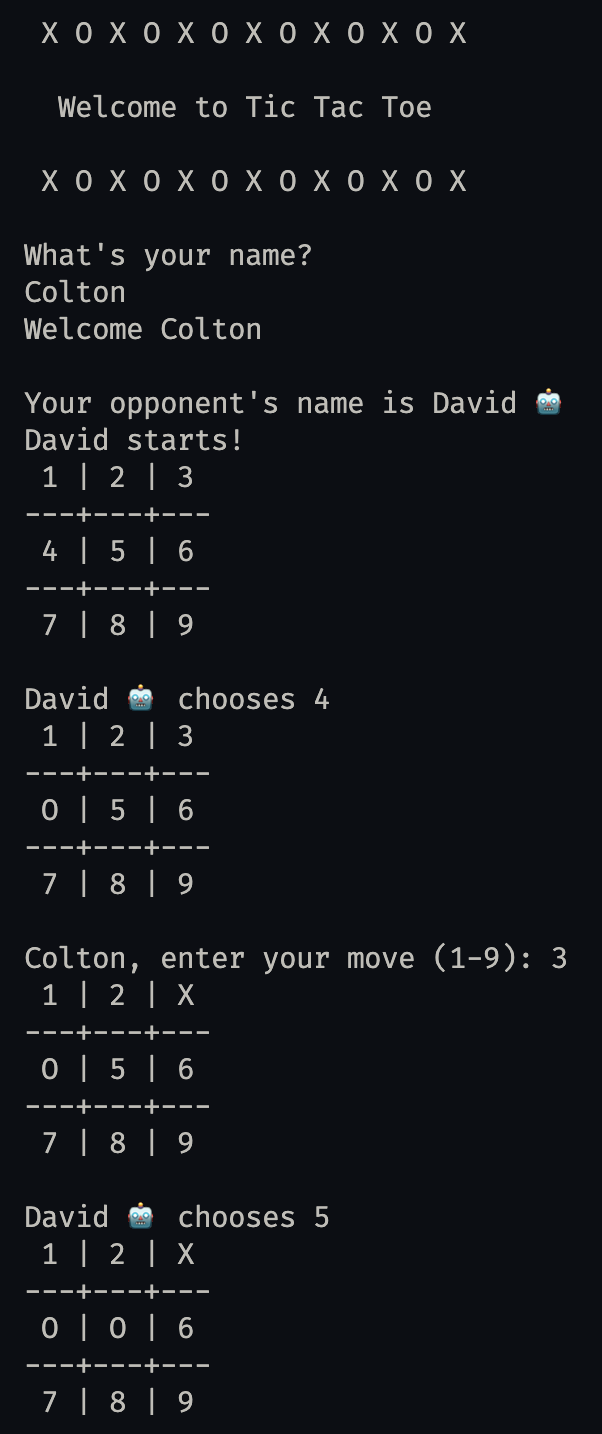 X O X O X O X O X O X O X
Welcome to Tic Tac Toe
X O X O X O X O X O X O X
What's your name?
Colton
Welcome Colton
Your opponent's name is David 🤖
David starts!
1 | 2 | 3
---+---+---
4 | 5 | 6
---+---+---
7 | 8 | 9
David 🤖 chooses 4
1 | 2 | 3
---+---+---
O | 5 | 6
---+---+---
7 | 8 | 9
Colton, enter your move (1-9): 3
1 | 2 | X
---+---+---
O | 5 | 6
---+---+---
7 | 8 | 9
David 🤖 chooses 5
1 | 2 | X
---+---+---
O | O | 6
---+---+---
7 | 8 | 9